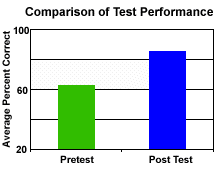 Comparison of Test Performance
Average Percent Correct
100
60
20
Pretest
Post Test